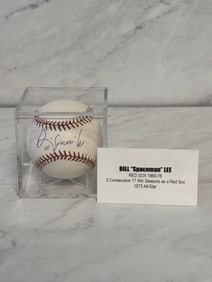 BILL "Spaceman" LEE
RED SOX 1969-78
3 Consecutive 17 Win Seasons as a Red Sox
1973 All-Star